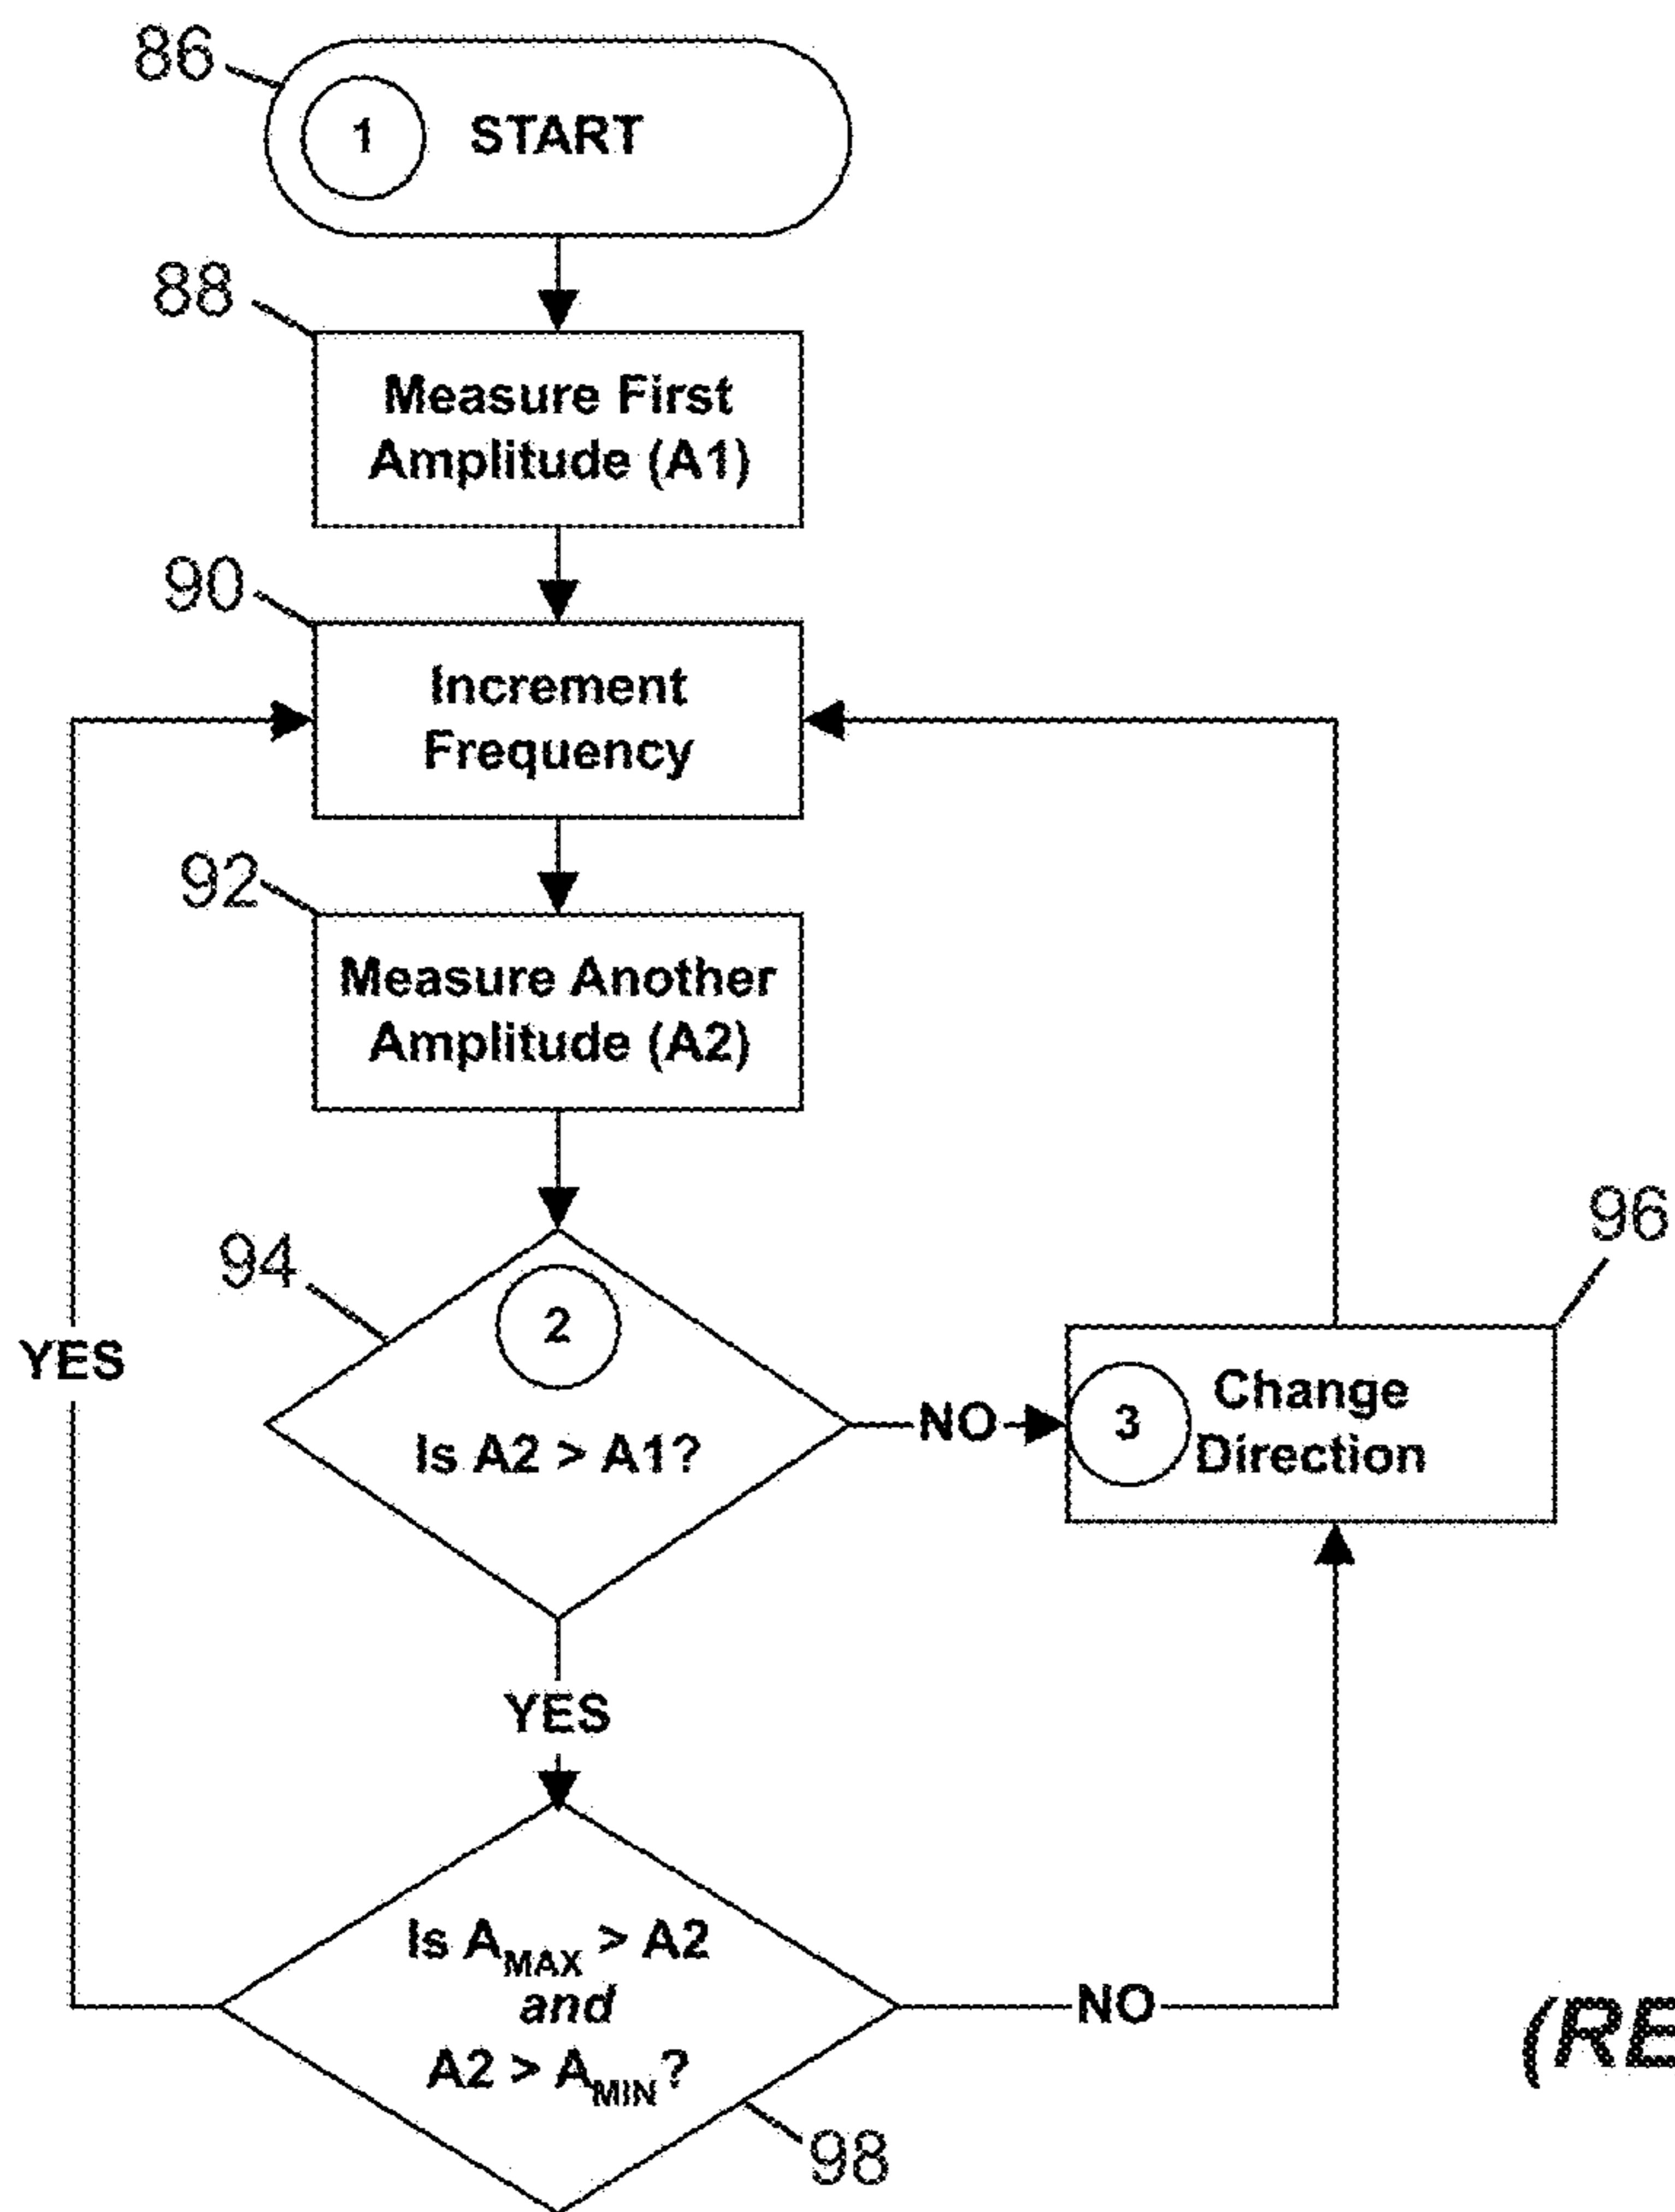 86
1 START
88
Measure First
Amplitude (A1)
90
Increment
Frequency
92
Measure Another
Amplitude (A2)
94
2
Is A2 > A1?
YES
NO
96
3
Change
Direction
YES
Is AMAX > A2
and
A2 > AMIN?
NO
98
(RE